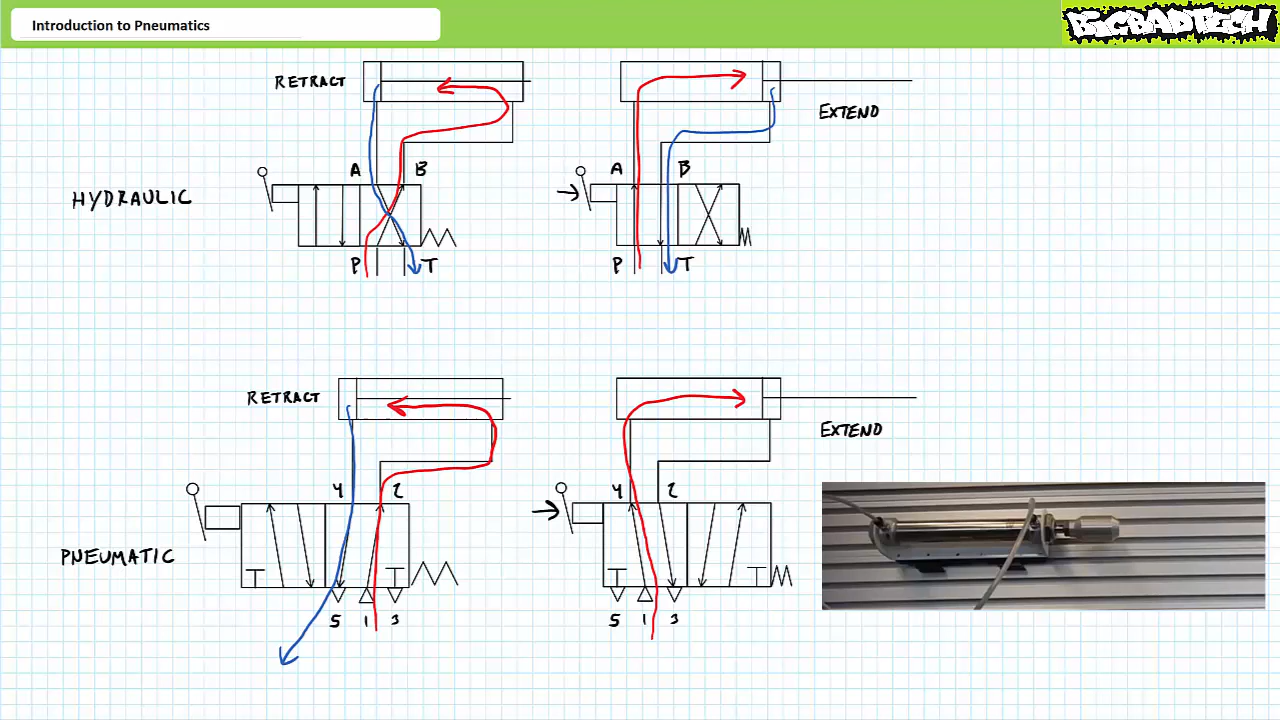 Introduction to Pneumatics
BIGBADTECH
RETRACT
EXTEND
A B A B
HYDRAULIC
P T P T
RETRACT
EXTEND
4 2 4 2
PNEUMATIC
5 1 3 5 1 3